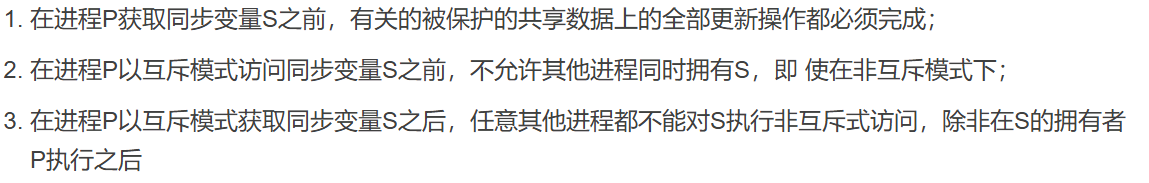 1. 在进程P获取同步变量S之前，有关的被保护的共享数据上的全部更新操作都必须完成；
2. 在进程P以互斥模式访问同步变量S之前，不允许其他进程同时拥有S，即 使在非互斥模式下；
3. 在进程P以互斥模式获取同步变量S之后，任意其他进程都不能对S执行非互斥式访问，除非在S的拥有者
P执行之后